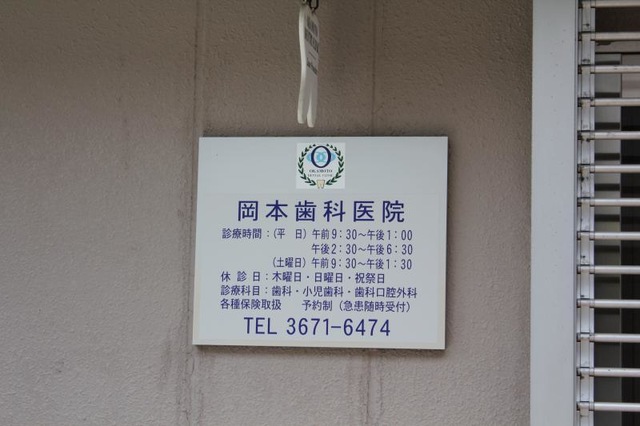 OKAMOTO
DENTAL CLINIC
岡本歯科医院
診療時間：（平　日）午前9：30～午後1：00
午後2：30～午後6：30
（土曜日）午前9：30～午後1：30
休 診 日：木曜日・日曜日・祝祭日
診療科目：歯科・小児歯科・歯科口腔外科
各種保険取扱　予約制（急患随時受付）
TEL 3671-6474